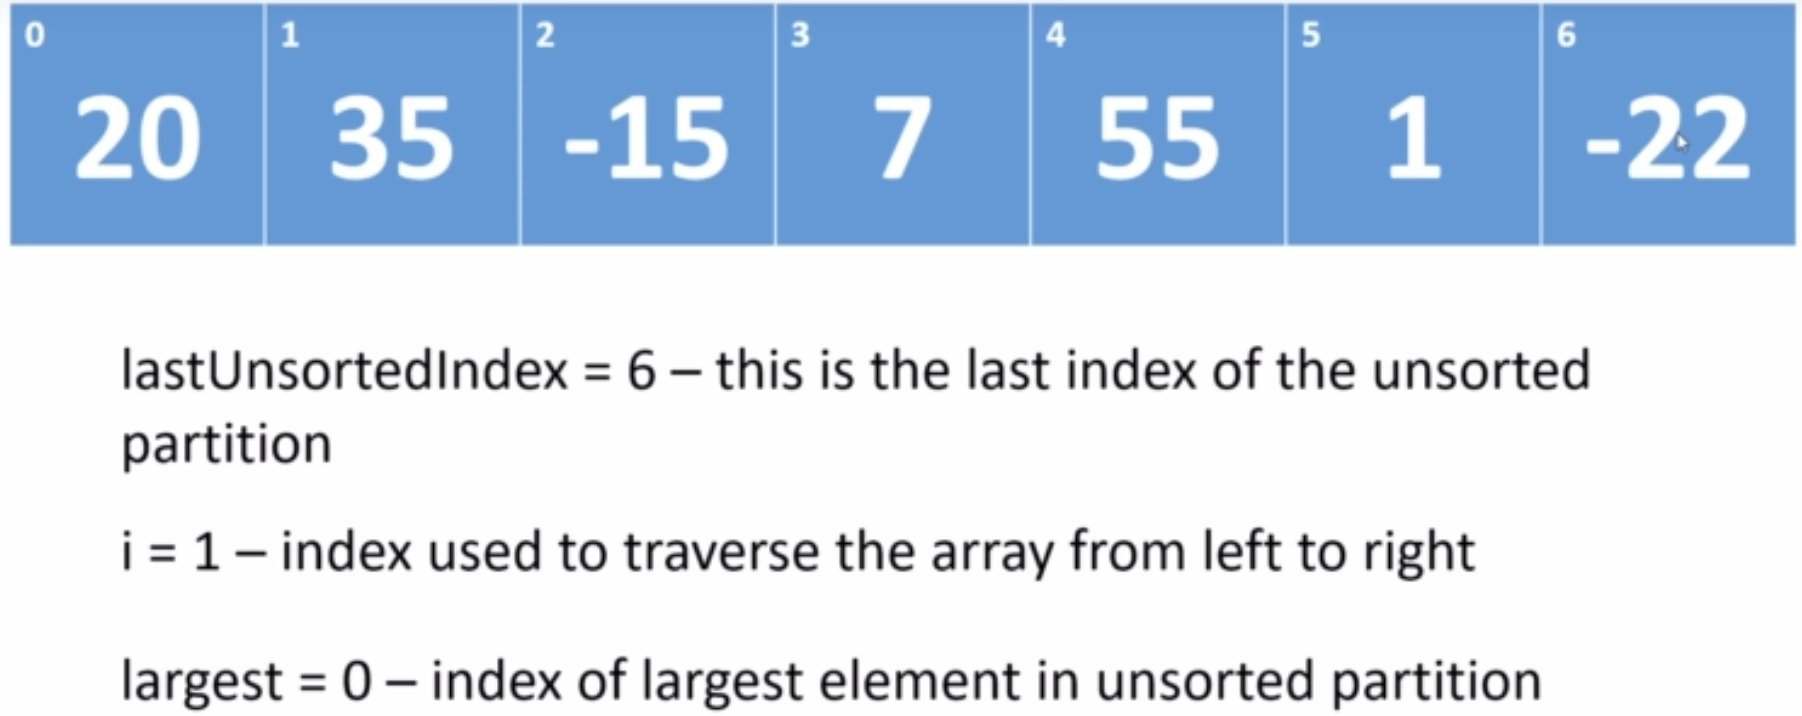 0 1 2 3 4 5 6
20 35 -15 7 55 1 -22
lastUnsortedIndex = 6 – this is the last index of the unsorted
partition
i = 1 – index used to traverse the array from left to right
largest = 0 – index of largest element in unsorted partition